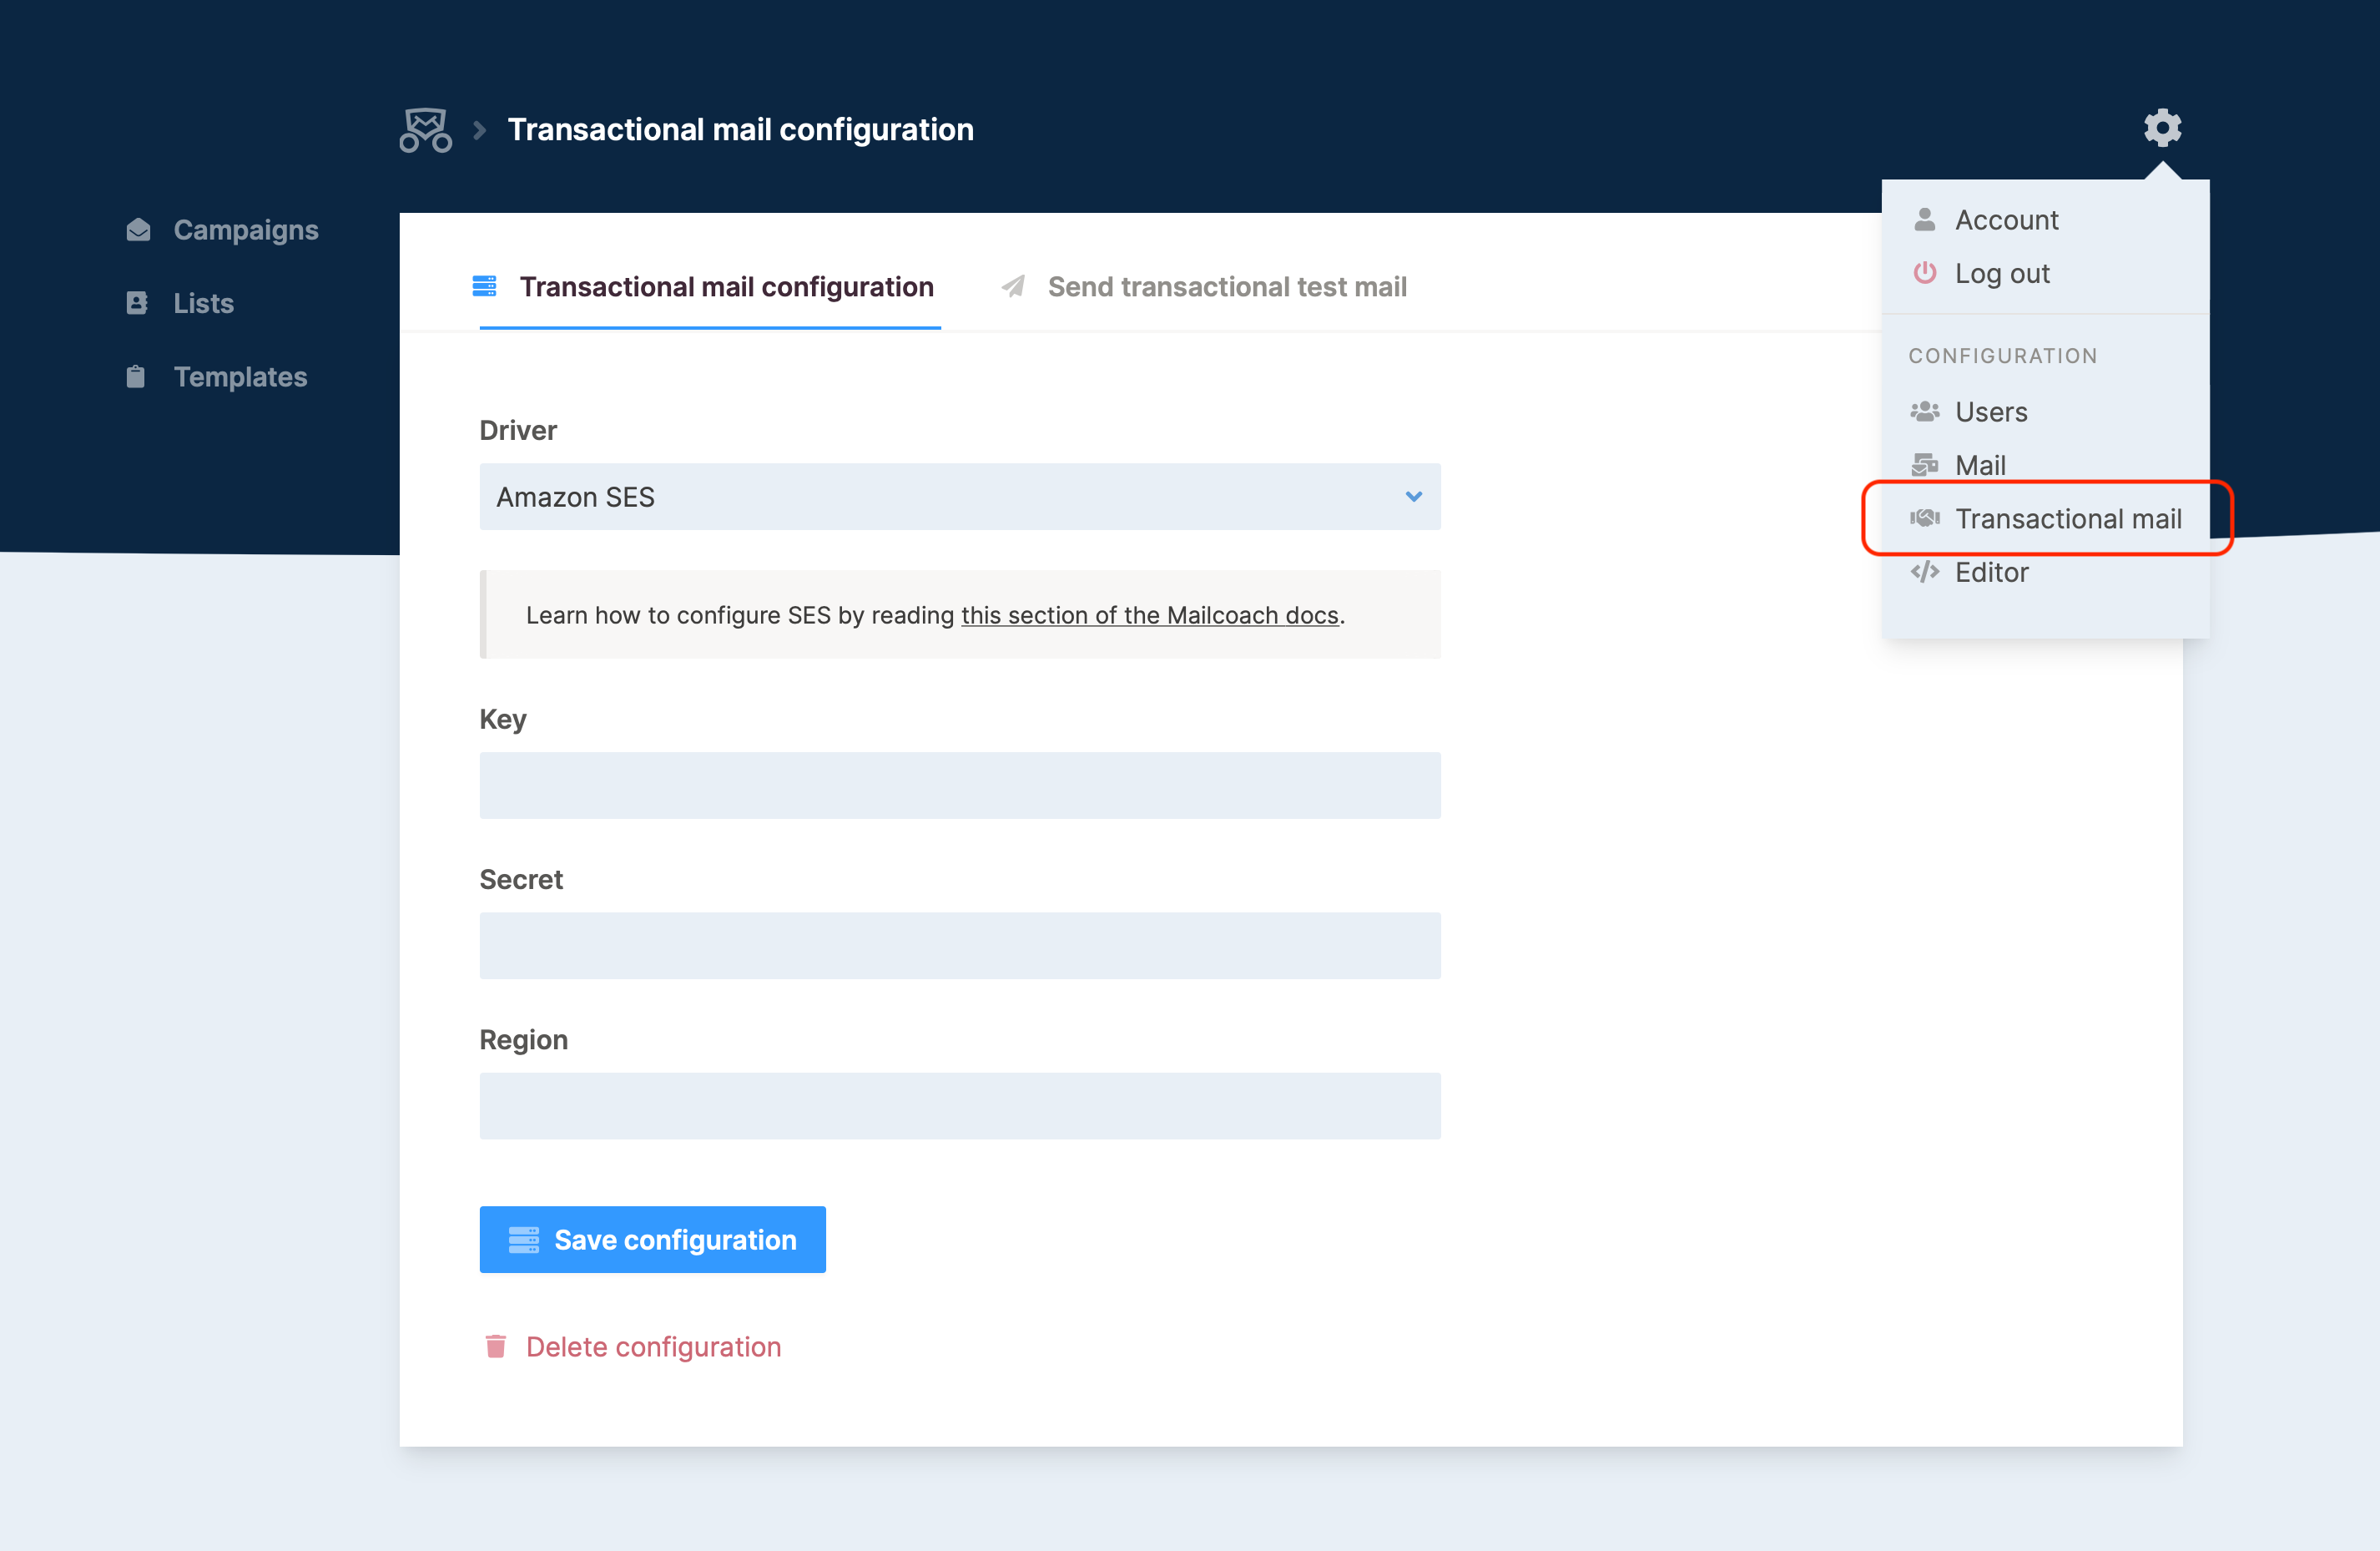 Transactional mail configuration
Campaigns
Lists
Templates
Transactional mail configuration
Send transactional test mail
Driver
Amazon SES
Learn how to configure SES by reading this section of the Mailcoach docs.
Key
Secret
Region
Save configuration
Delete configuration
Account
Log out
CONFIGURATION
Users
Mail
Transactional mail
Editor